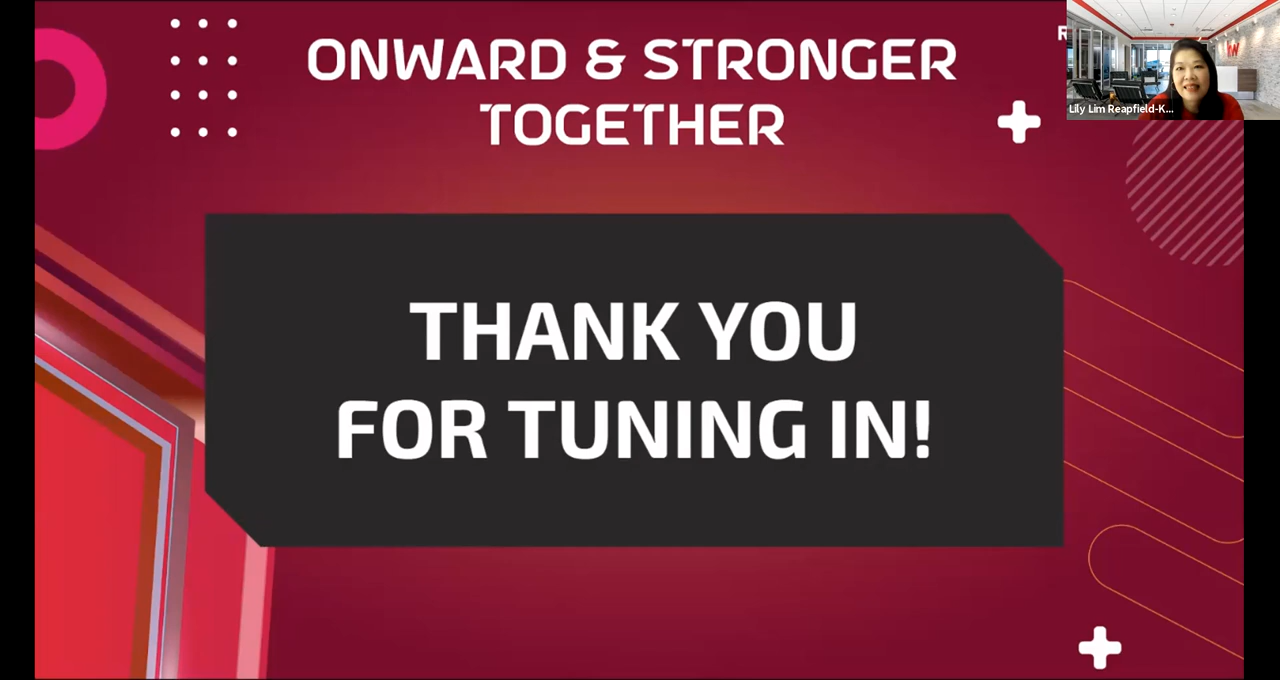 ONWARD & STRONGER
TOGETHER
Lily Lim Reapfield-K...
THANK YOU
FOR TUNING IN!